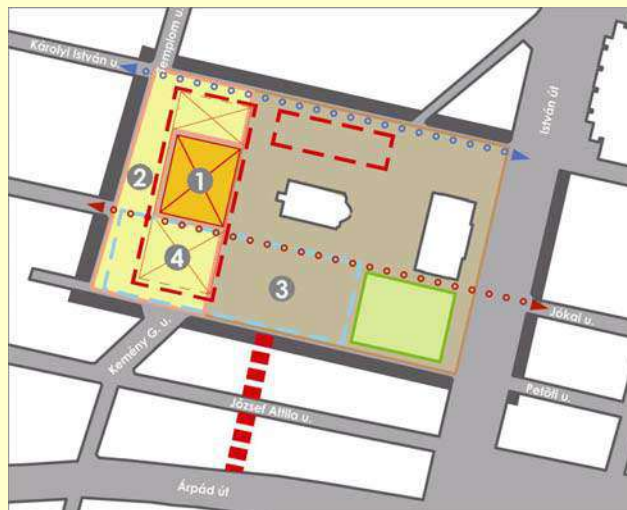 Templom u.
Károlyi István u.
István út
1
2
4
3
Jókai u.
Kemény G. u.
József Attila u.
Petőfi u.
Árpád út